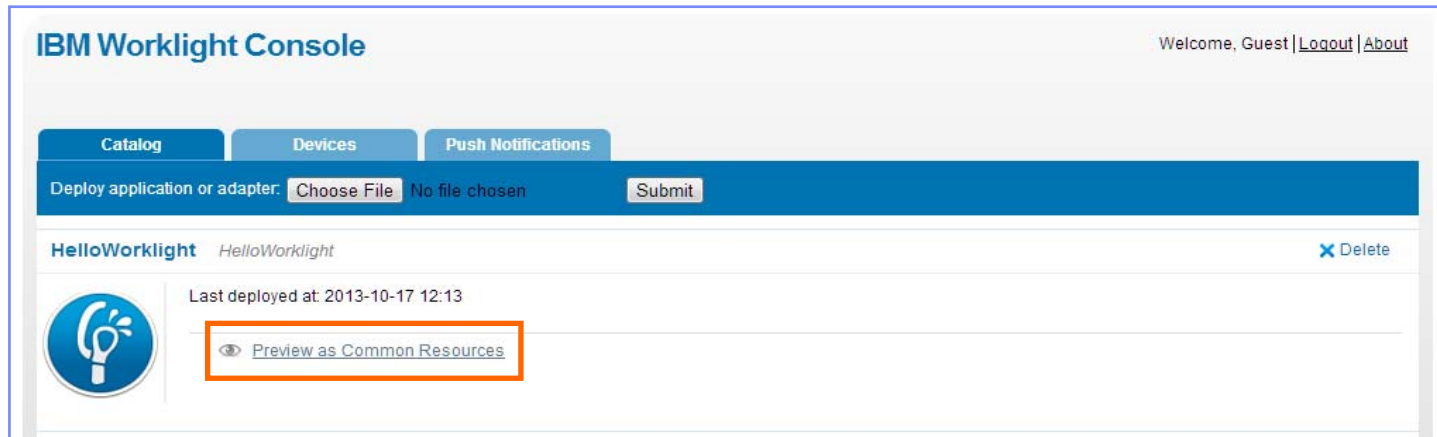 IBM Worklight Console
Welcome, Guest | Logout | About
Catalog Devices Push Notifications
Deploy application or adapter: Choose File No file chosen Submit
HelloWorklight HelloWorklight Delete
Last deployed at: 2013-10-17 12:13
Preview as Common Resources